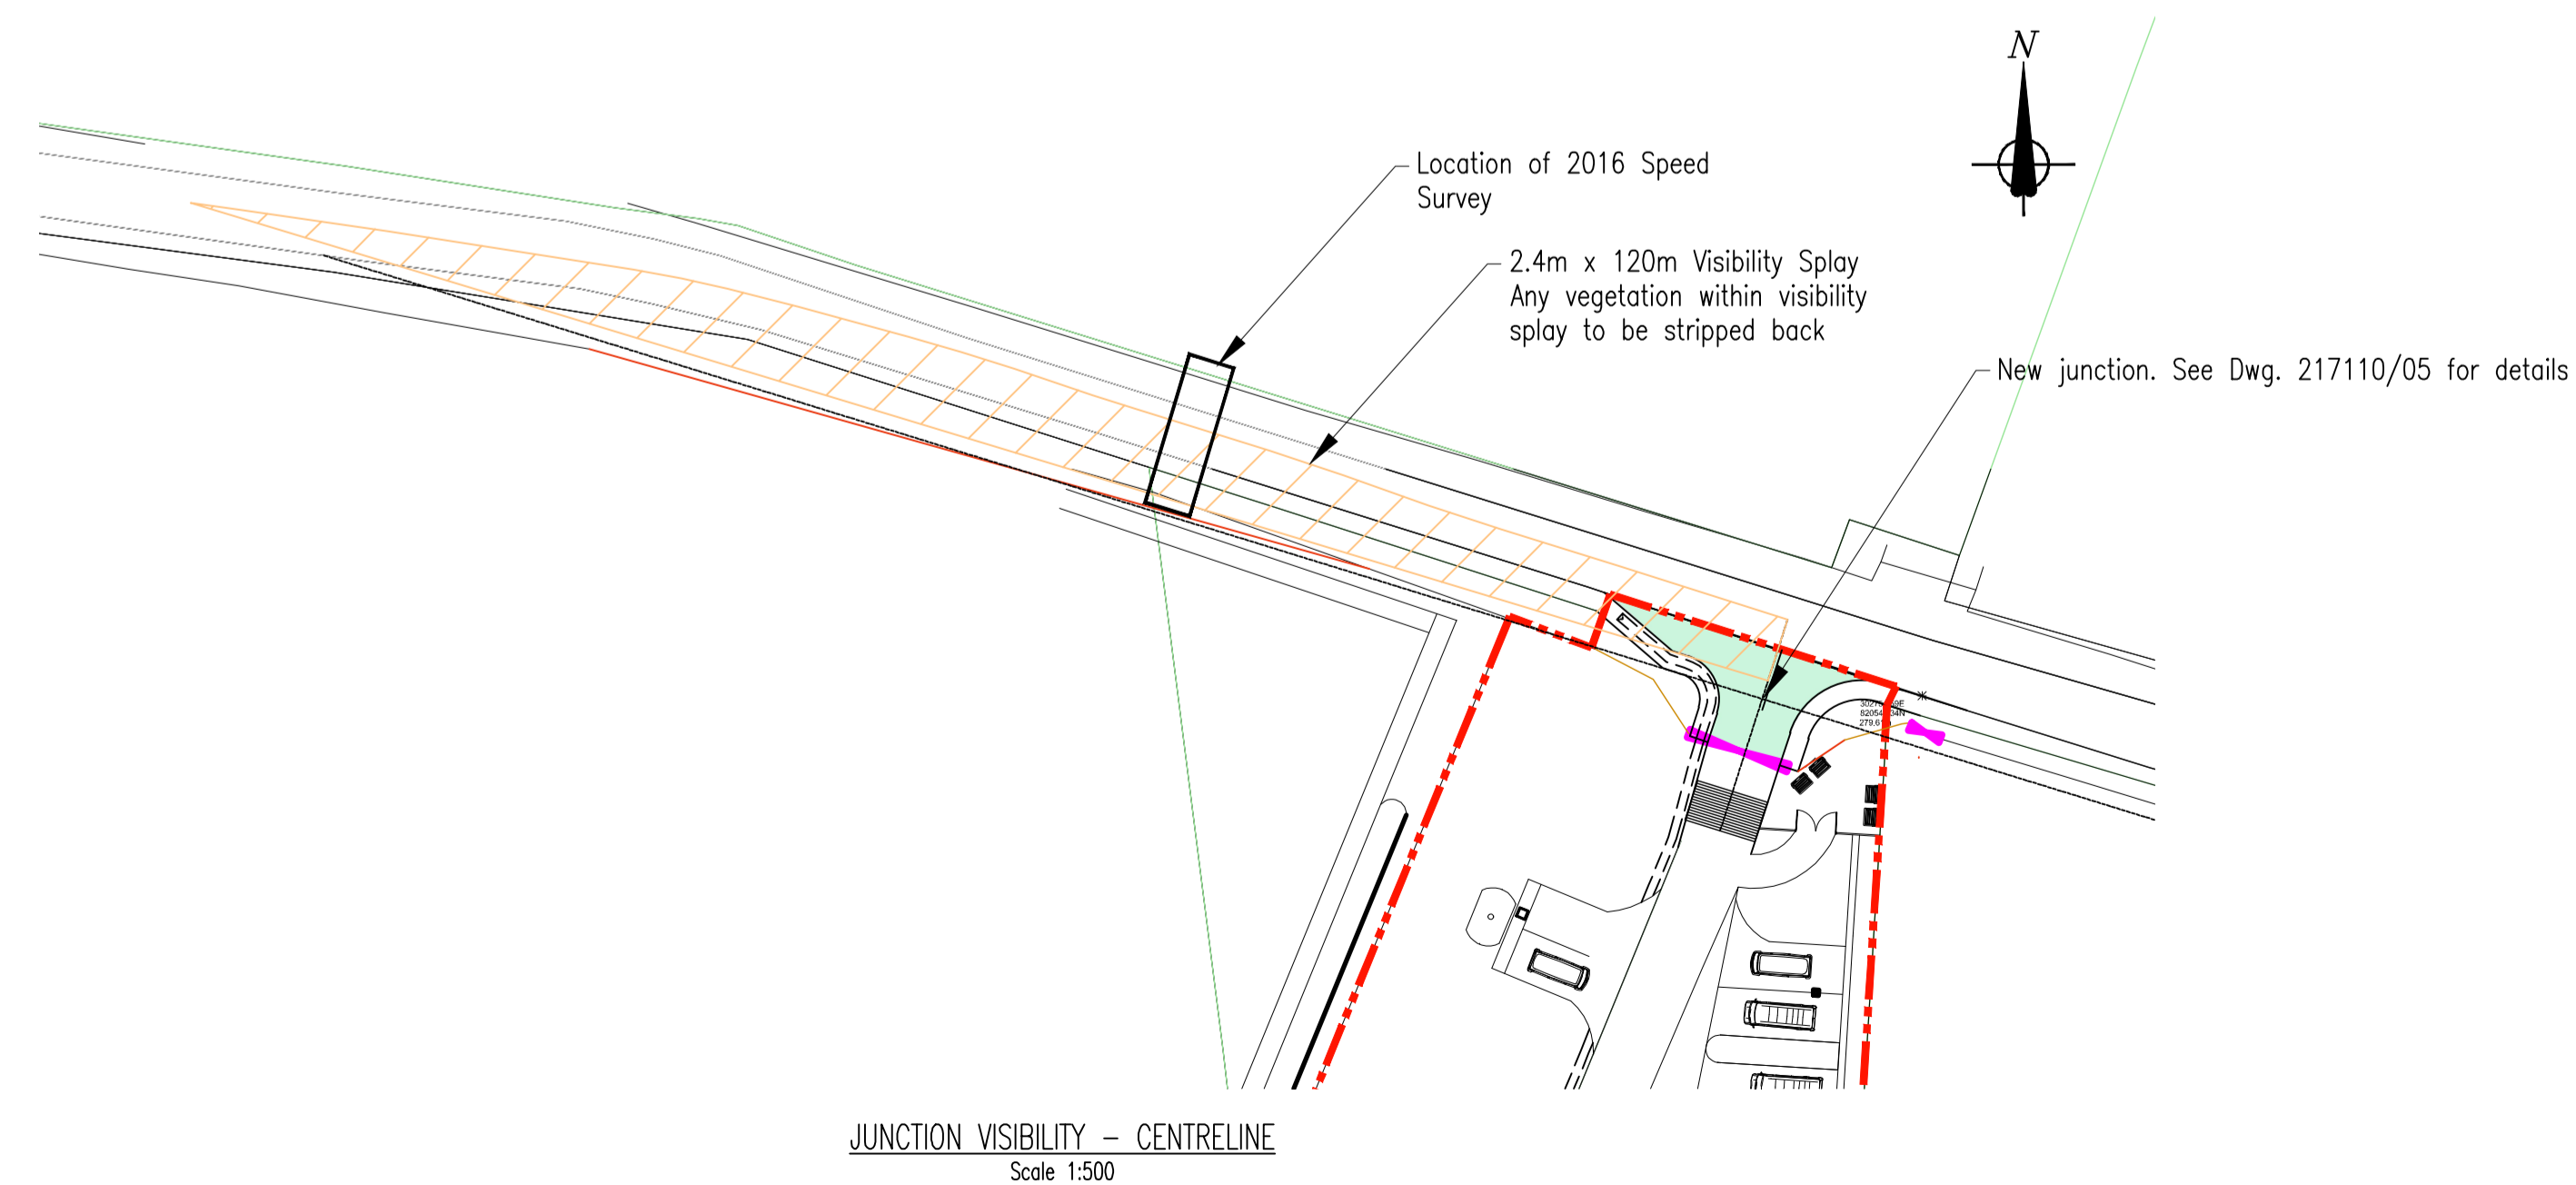 N
Location of 2016 Speed
Survey
2.4m x 120m Visibility Splay
Any vegetation within visibility
splay to be stripped back
New junction. See Dwg. 217110/05 for details
JUNCTION VISIBILITY – CENTRELINE
Scale 1:500